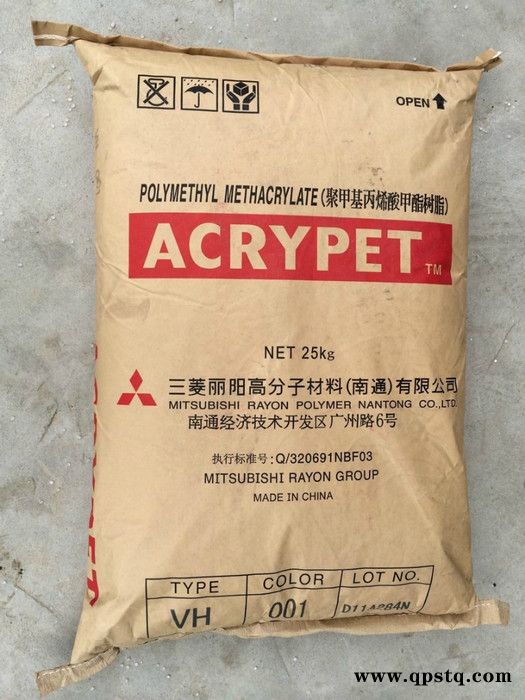 OPEN
POLYMETHYL METHACRYLATE(聚甲基丙烯酸甲酯树脂)
ACRYPET TM
NET 25kg
三菱丽阳高分子材料(南通)有限公司
MITSUBISHI RAYON POLYMER NANTONG CO.,LTD.
南通经济技术开发区广州路6号
执行标准号:Q/320691NBF03
MITSUBISHI RAYON GROUP
MADE IN CHINA
TYPE COLOR LOT NO.
VH 001
www.qpstq.com